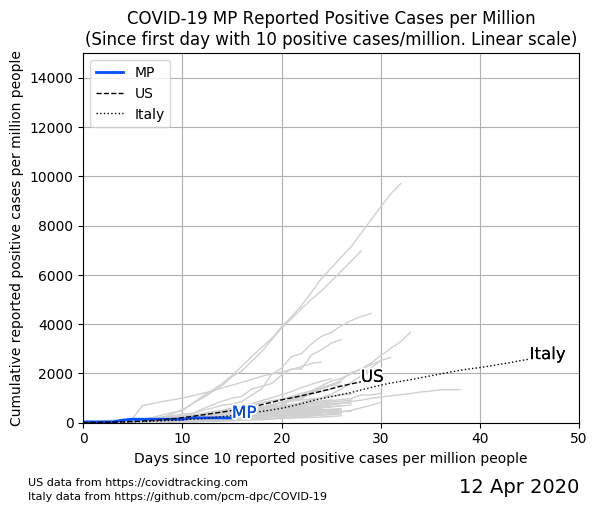 COVID-19 MP Reported Positive Cases per Million
(Since first day with 10 positive cases/million. Linear scale)
Cumulative reported positive cases per million people
14000
12000
10000
8000
6000
4000
2000
0
MP
US
Italy
Italy
US
MP
0 10 20 30 40 50
Days since 10 reported positive cases per million people
US data from https://covidtracking.com
Italy data from https://github.com/pcm-dpc/COVID-19
12 Apr 2020